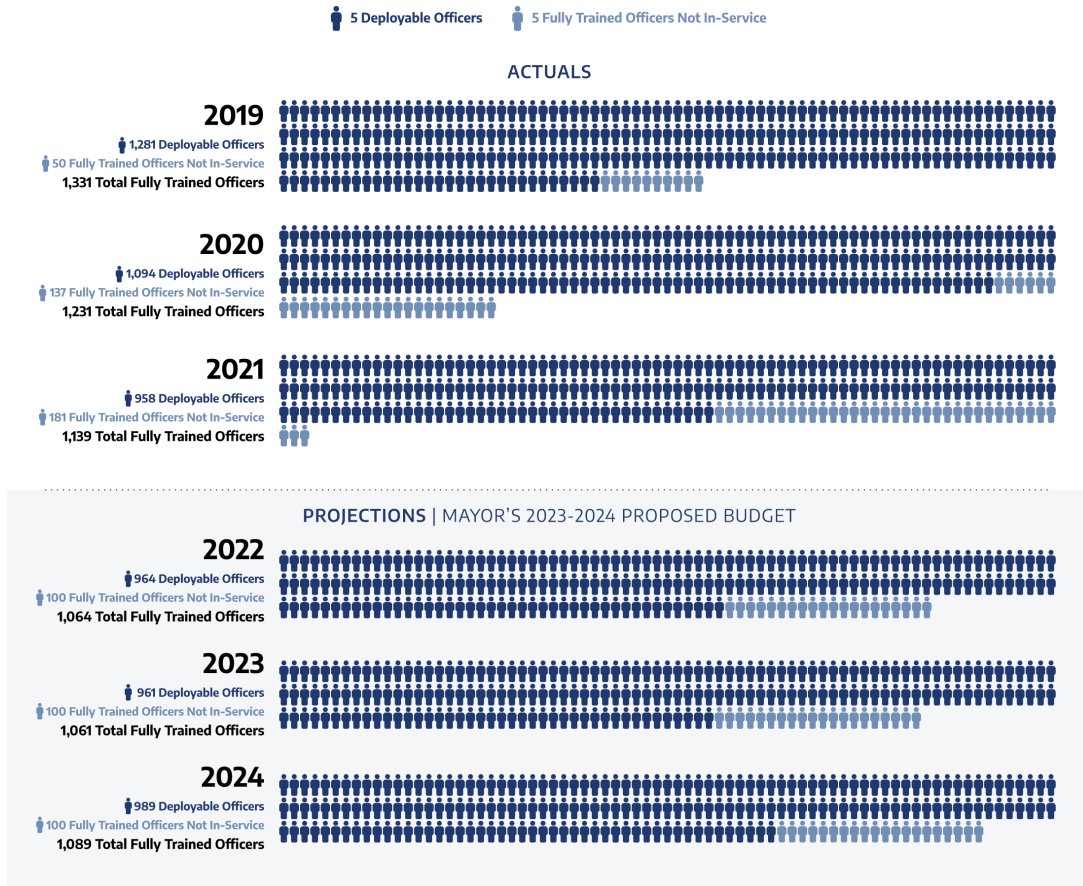 5 Deployable Officers 5 Fully Trained Officers Not In-Service
ACTUALS
2019
1,281 Deployable Officers
50 Fully Trained Officers Not In-Service
1,331 Total Fully Trained Officers
2020
1,094 Deployable Officers
137 Fully Trained Officers Not In-Service
1,231 Total Fully Trained Officers
2021
958 Deployable Officers
181 Fully Trained Officers Not In-Service
1,139 Total Fully Trained Officers
PROJECTIONS | MAYOR'S 2023-2024 PROPOSED BUDGET
2022
964 Deployable Officers
100 Fully Trained Officers Not In-Service
1,064 Total Fully Trained Officers
2023
961 Deployable Officers
100 Fully Trained Officers Not In-Service
1,061 Total Fully Trained Officers
2024
989 Deployable Officers
100 Fully Trained Officers Not In-Service
1,089 Total Fully Trained Officers